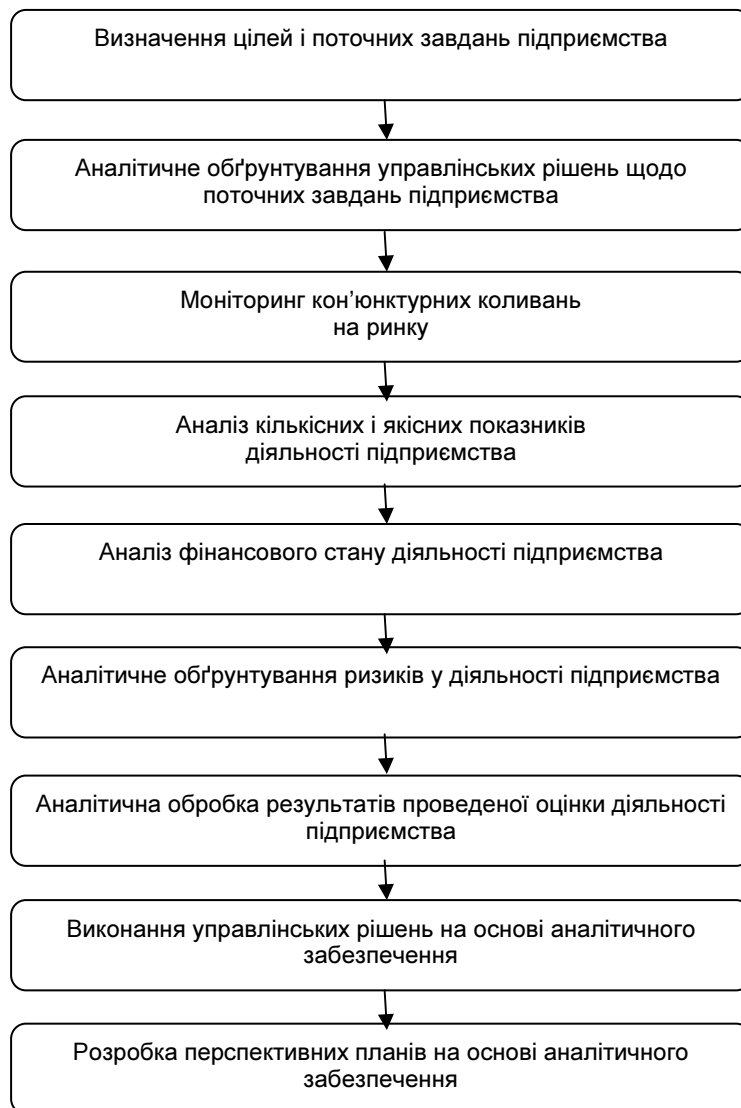 Визначення цілей і поточних завдань підприємства
Аналітичне обґрунтування управлінських рішень щодо
поточних завдань підприємства
Моніторинг кон’юнктурних коливань
на ринку
Аналіз кількісних і якісних показників
діяльності підприємства
Аналіз фінансового стану діяльності підприємства
Аналітичне обґрунтування ризиків у діяльності підприємства
Аналітична обробка результатів проведеної оцінки діяльності
підприємства
Виконання управлінських рішень на основі аналітичного
забезпечення
Розробка перспективних планів на основі аналітичного
забезпечення